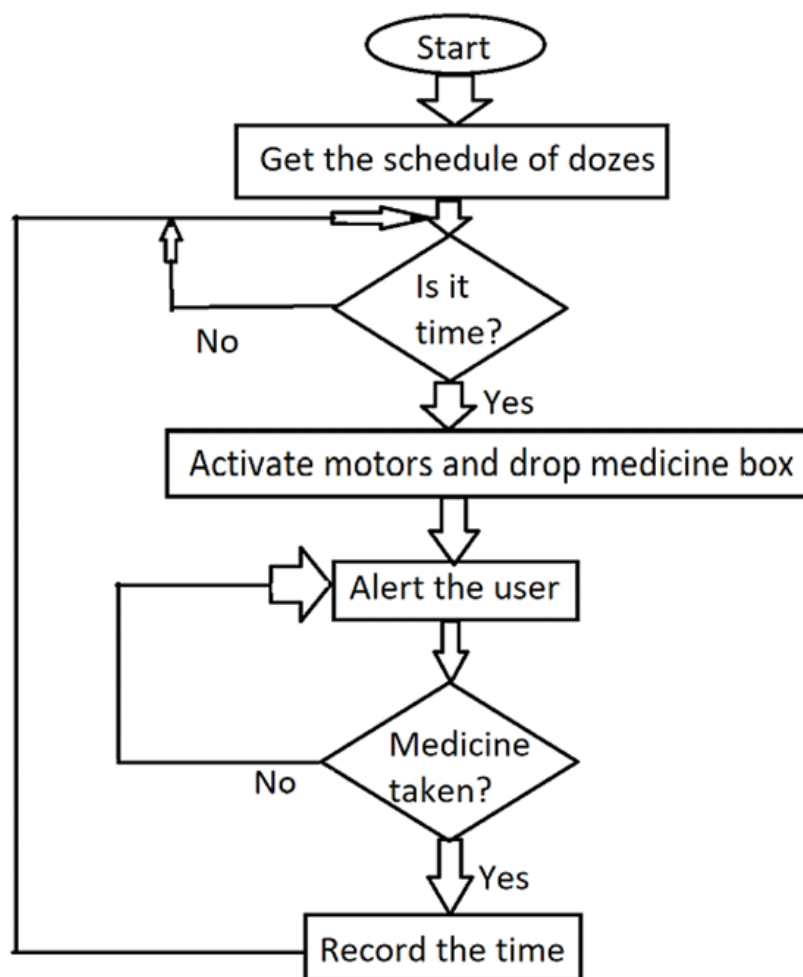 Start
Get the schedule of dozes
Is it
time?
No
Yes
Activate motors and drop medicine box
Alert the user
Medicine
taken?
No
Yes
Record the time